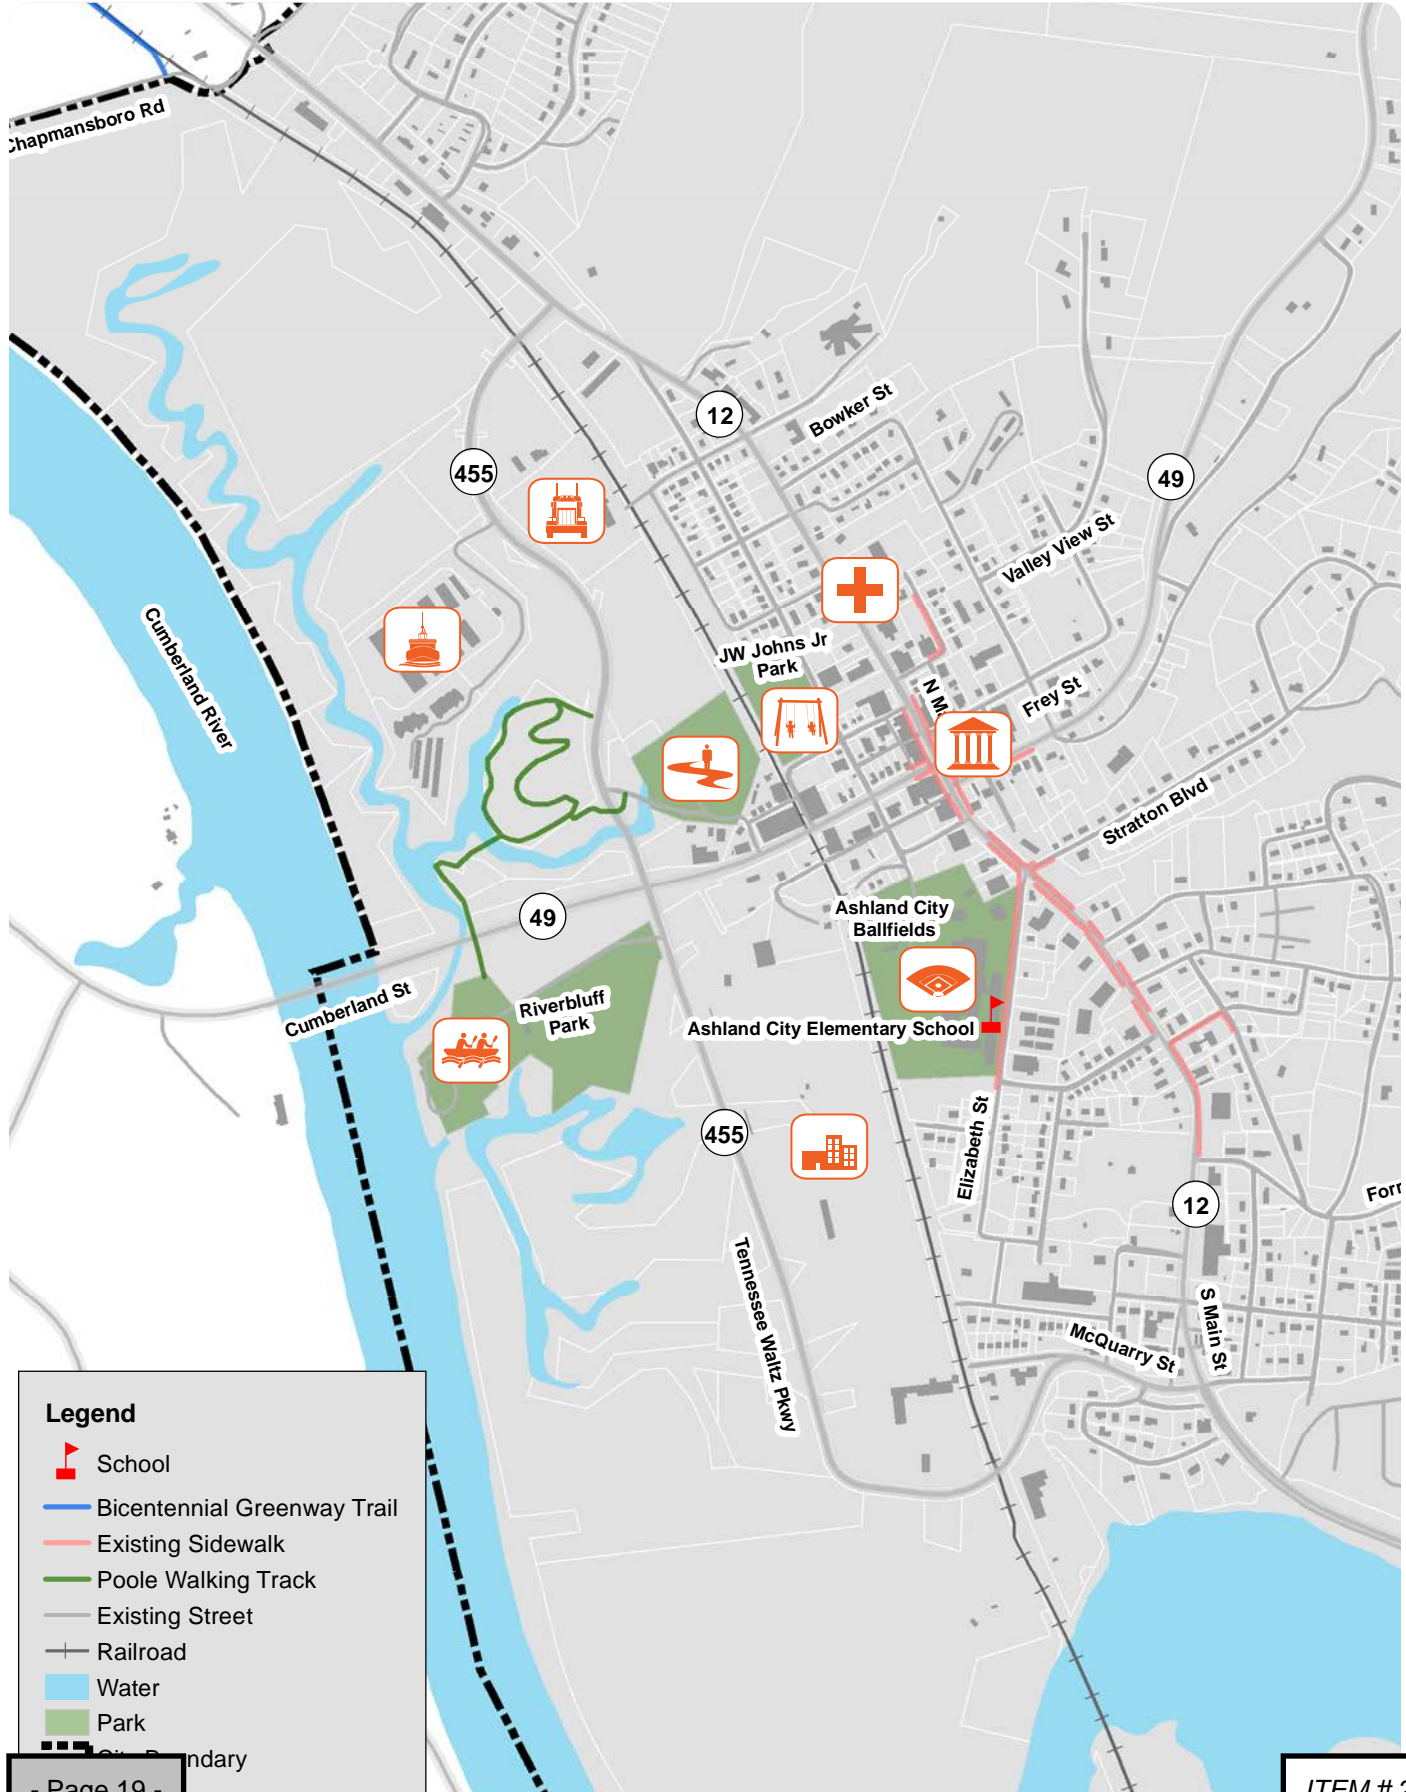 Chapmansboro Rd
12
Bowker St
455
49
Valley View St
Cumberland River
JW Johns Jr
Park
Frey St
Stratton Blvd
Ashland City
Ballfields
49
Cumberland St
Riverbluff
Park
Ashland City Elementary School
455
Elizabeth St
12
Tennessee Waltz Pkwy
S Main St
McQuarry St
Legend
School
Bicentennial Greenway Trail
Existing Sidewalk
Poole Walking Track
Existing Street
Railroad
Water
Park
City Boundary
- Page 19 -
ITEM #